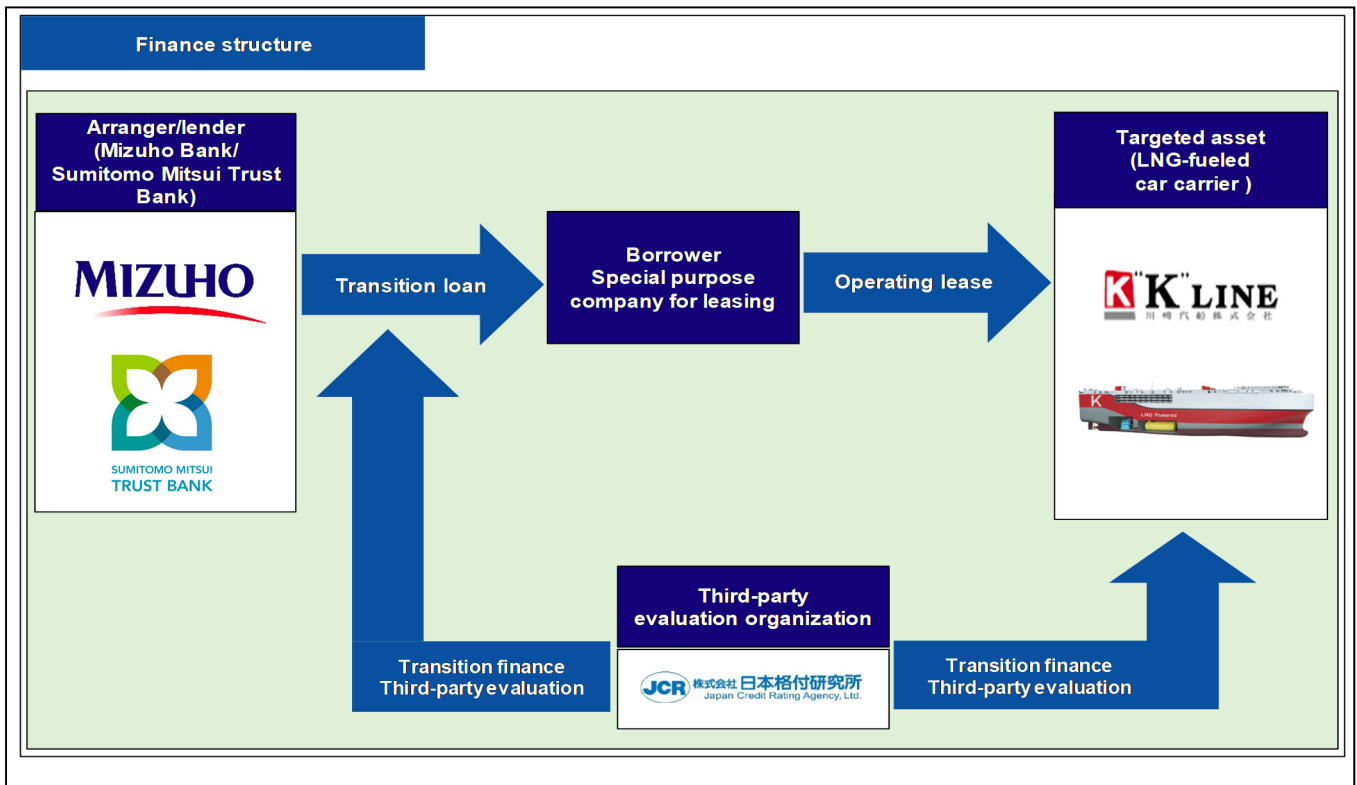 Finance structure
Arranger/lender
(Mizuho Bank/
Sumitomo Mitsui Trust
Bank)
MIZUHO
SUMITOMO MITSUI
TRUST BANK
Transition loan
Borrower
Special purpose
company for leasing
Operating lease
Targeted asset
(LNG-fueled
car carrier )
K "K" LINE
川崎汽船株式会社
K
LNG Powered
Third-party
evaluation organization
JCR 株式会社 日本格付研究所
Japan Credit Rating Agency, Ltd.
Transition finance
Third-party evaluation
Transition finance
Third-party evaluation